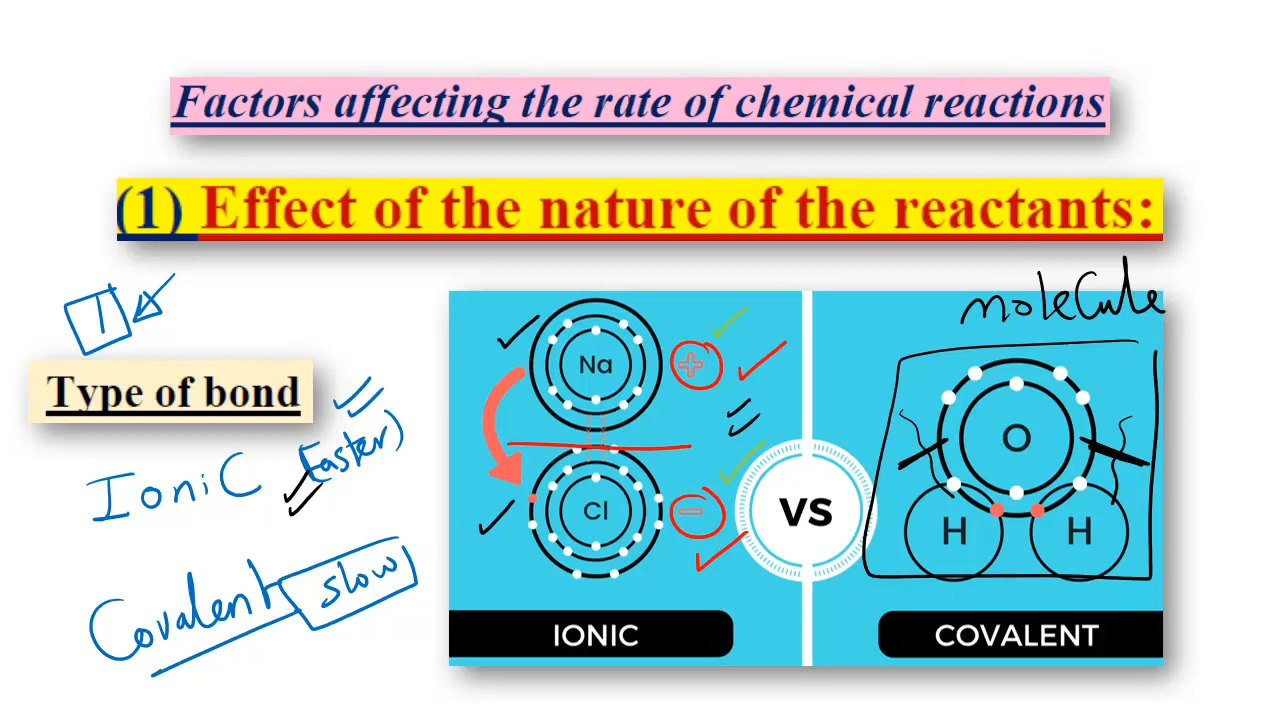 Factors affecting the rate of chemical reactions
(1) Effect of the nature of the reactants:
1
Type of bond
Ionic (Faster)
Covalent slow
molecule
Na
+
Cl
−
VS
O
H H
IONIC
COVALENT